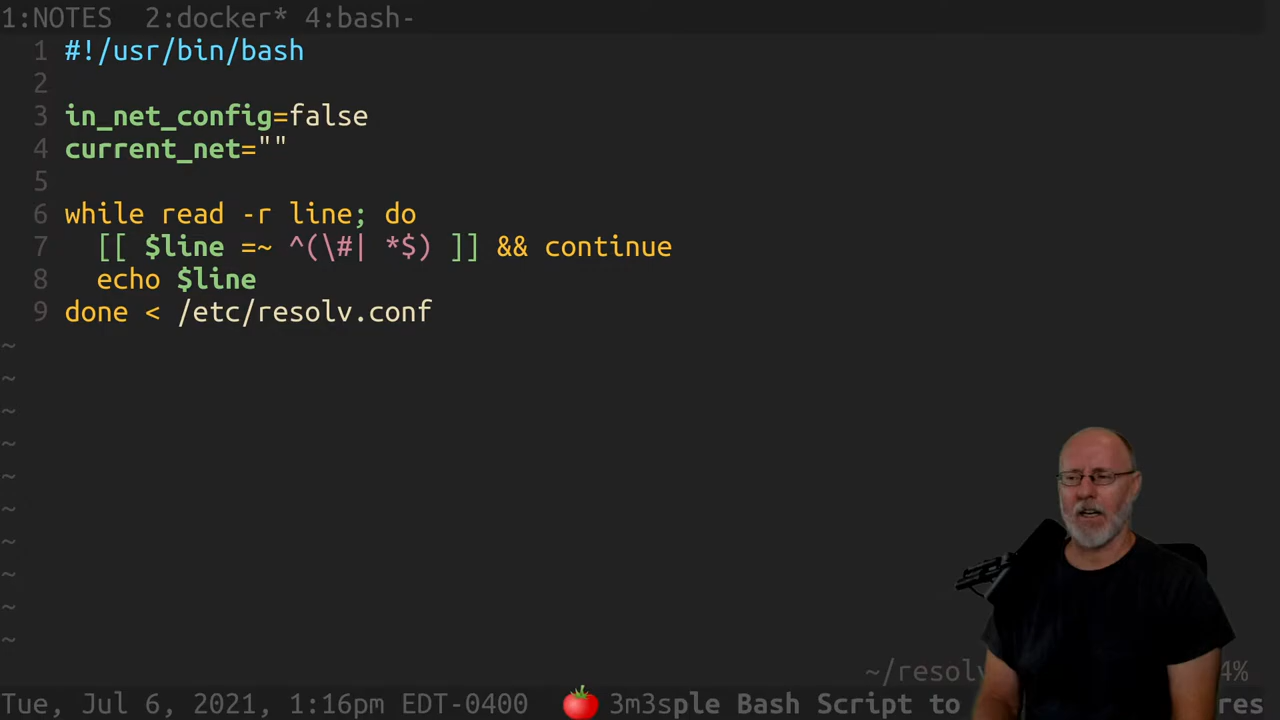 1:NOTES 2:docker* 4:bash-
1 #!/usr/bin/bash
2
3 in_net_config=false
4 current_net=""
5
6 while read -r line; do
7   [[ $line =~ ^(\#| *$) ]] && continue
8   echo $line
9 done < /etc/resolv.conf
~
~
~
~
~
~
~
~
~
~
~/resolv 4%
Tue, Jul 6, 2021, 1:16pm EDT-0400 🍅 3m3sple Bash Script to res